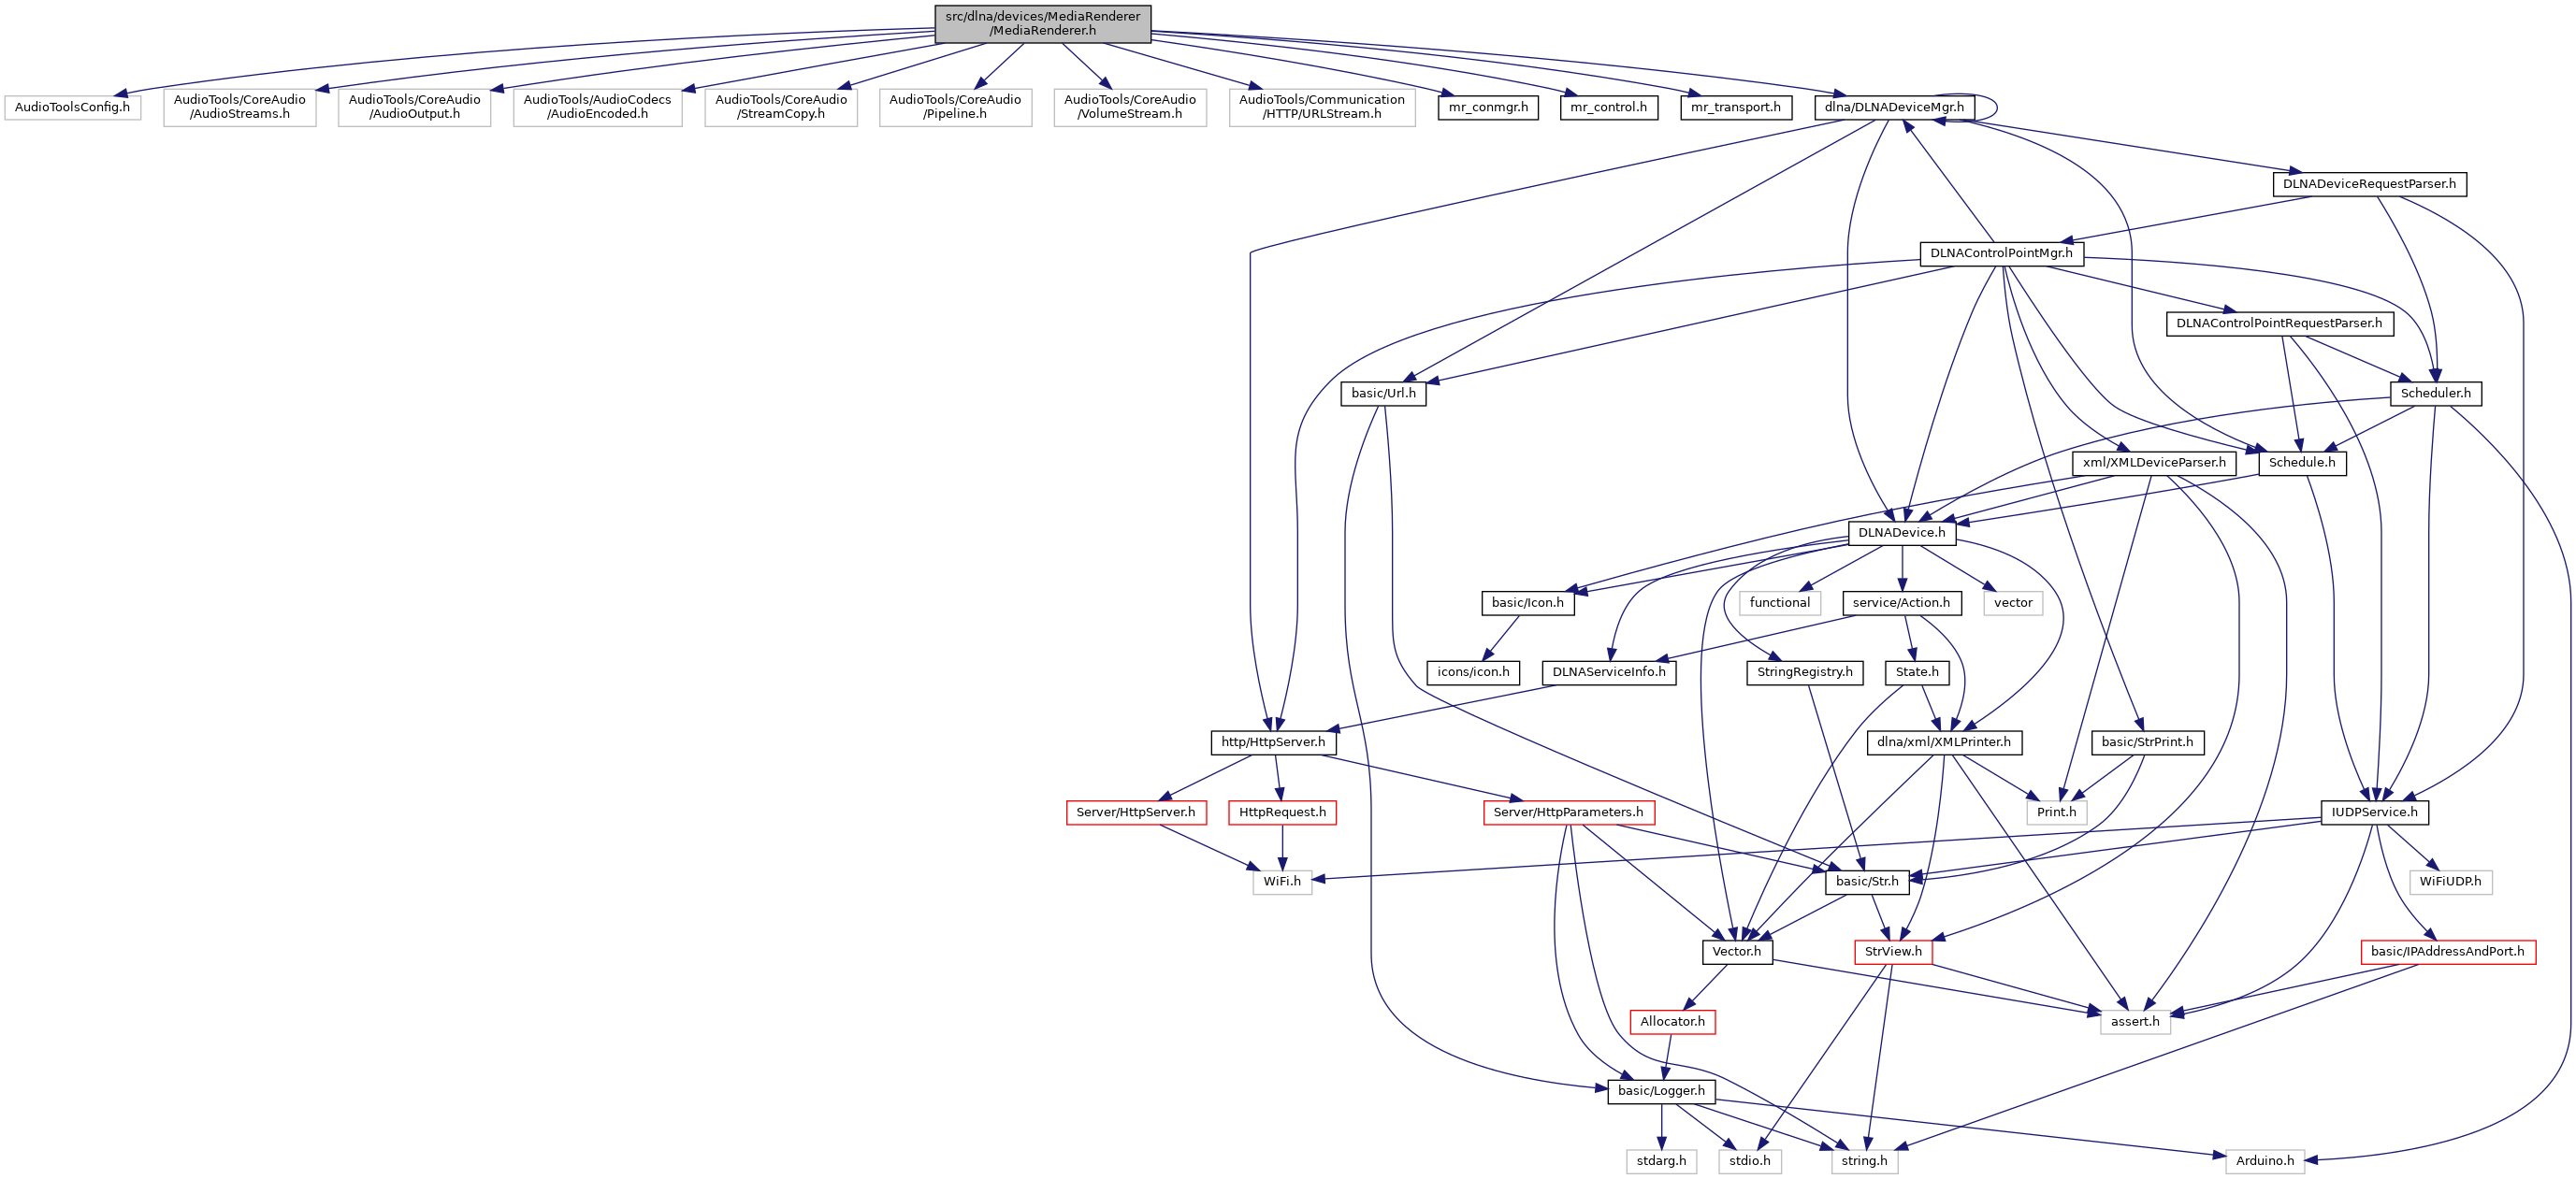 src/dlna/devices/MediaRenderer
/MediaRenderer.h
AudioToolsConfig.h
AudioTools/CoreAudio
/AudioStreams.h
AudioTools/CoreAudio
/AudioOutput.h
AudioTools/AudioCodecs
/AudioEncoded.h
AudioTools/CoreAudio
/StreamCopy.h
AudioTools/CoreAudio
/Pipeline.h
AudioTools/CoreAudio
/VolumeStream.h
AudioTools/Communication
/HTTP/URLStream.h
mr_conmgr.h
mr_control.h
mr_transport.h
dlna/DLNADeviceMgr.h
DLNADeviceRequestParser.h
DLNAControlPointMgr.h
DLNAControlPointRequestParser.h
basic/Url.h
Scheduler.h
xml/XMLDeviceParser.h
Schedule.h
DLNADevice.h
basic/Icon.h
functional
service/Action.h
vector
icons/icon.h
DLNAServiceInfo.h
StringRegistry.h
State.h
http/HttpServer.h
dlna/xml/XMLPrinter.h
basic/StrPrint.h
Server/HttpServer.h
HttpRequest.h
Server/HttpParameters.h
Print.h
IUDPService.h
WiFi.h
basic/Str.h
WiFiUDP.h
Vector.h
StrView.h
basic/IPAddressAndPort.h
Allocator.h
assert.h
basic/Logger.h
stdarg.h
stdio.h
string.h
Arduino.h